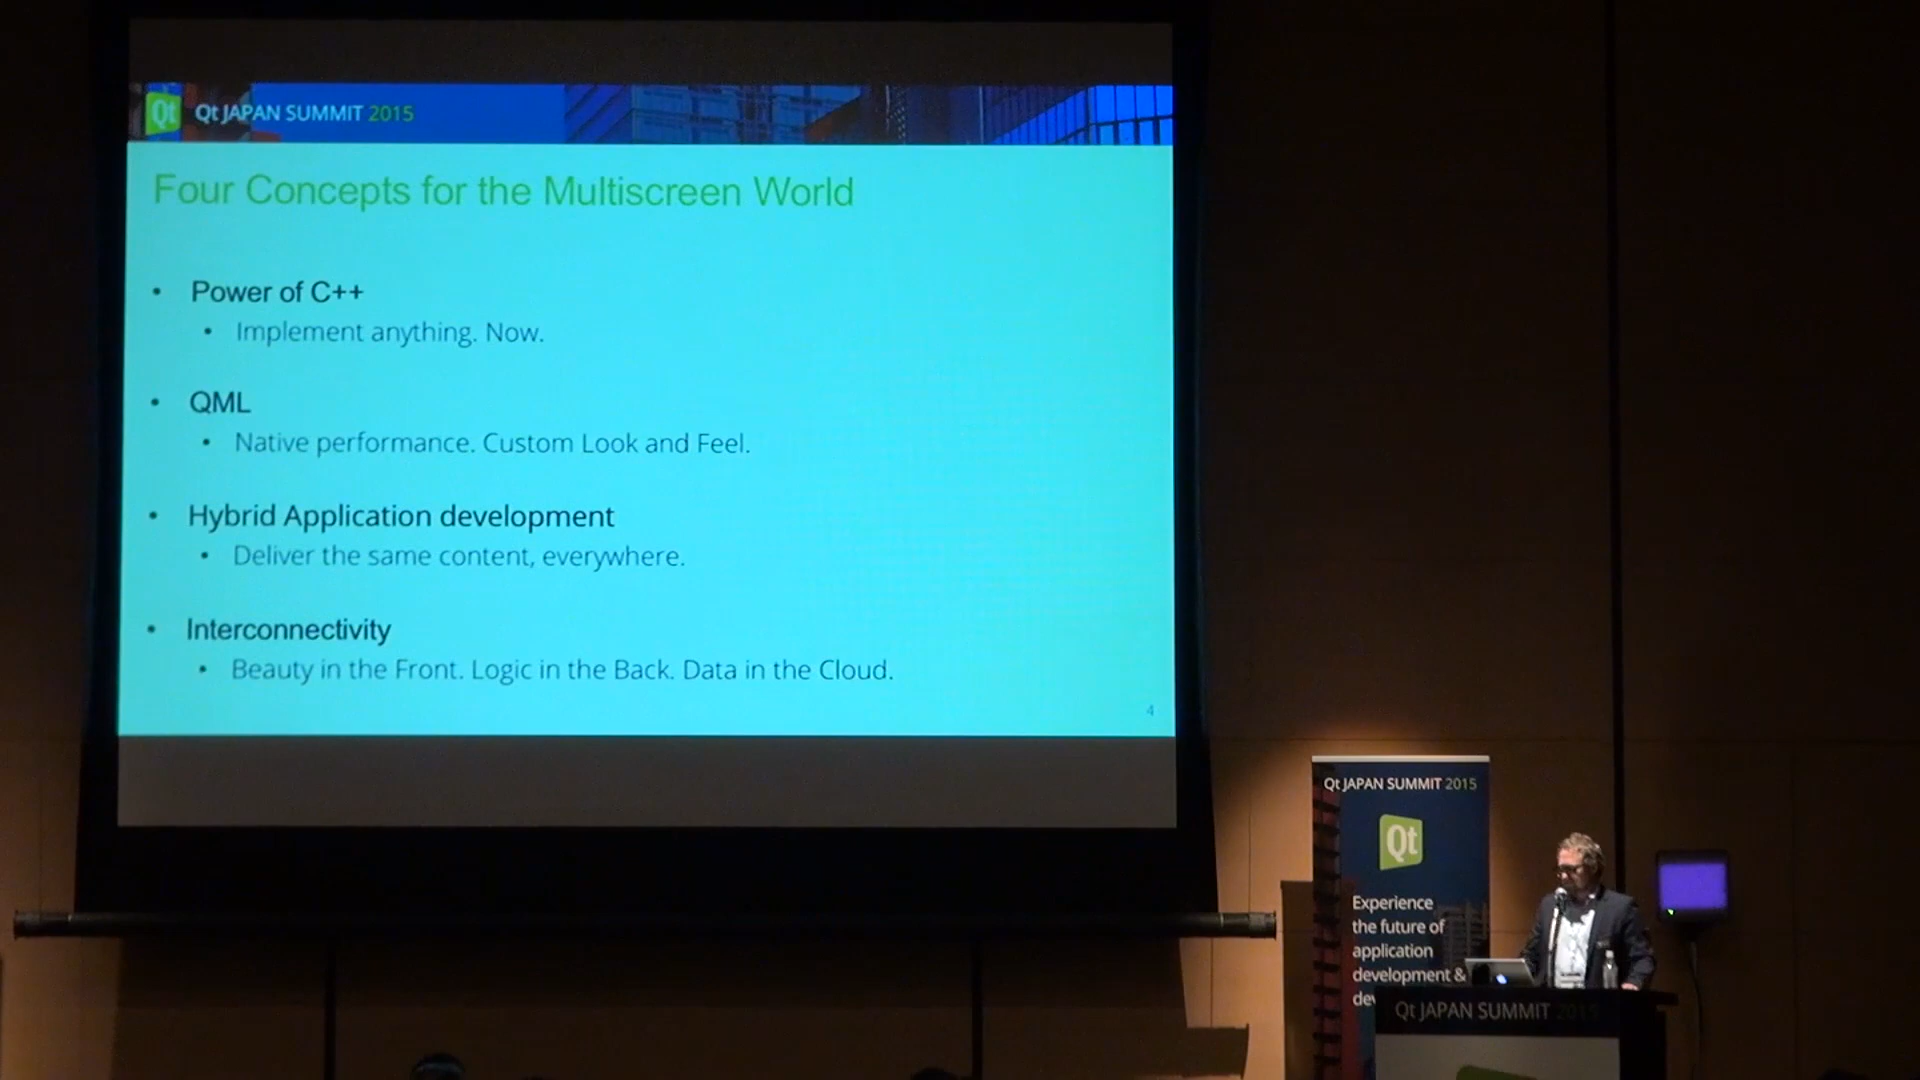 Qt Qt JAPAN SUMMIT 2015
Four Concepts for the Multiscreen World
• Power of C++
• Implement anything. Now.
• QML
• Native performance. Custom Look and Feel.
• Hybrid Application development
• Deliver the same content, everywhere.
• Interconnectivity
• Beauty in the Front. Logic in the Back. Data in the Cloud.
4
Qt JAPAN SUMMIT 2015
Qt
Experience
the future of
application
development &
Qt JAPAN SUMMIT 2015